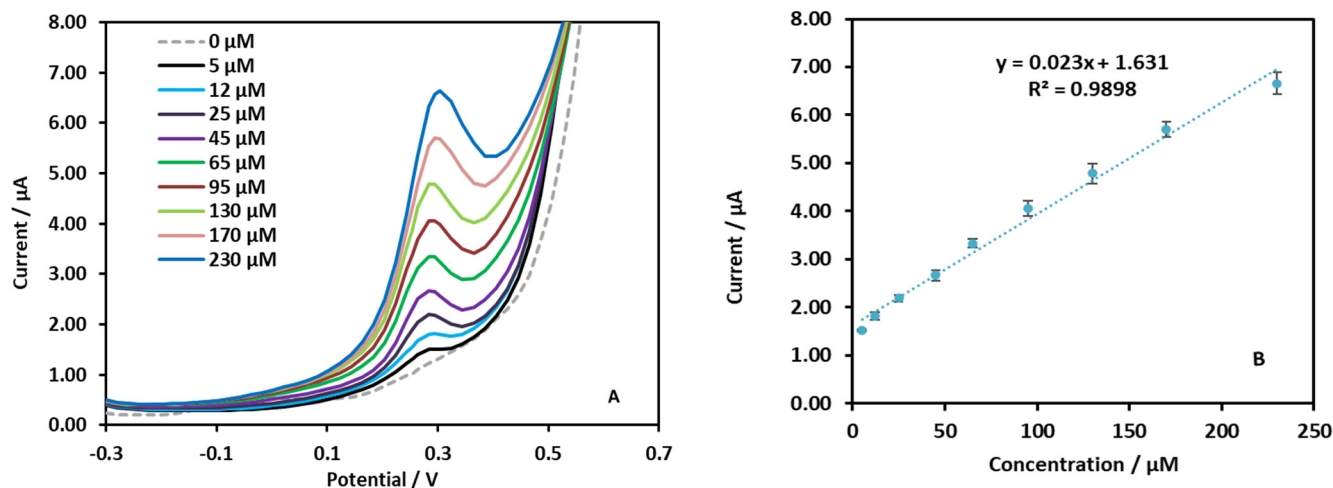 8.00
7.00
6.00
5.00
4.00
3.00
2.00
1.00
0.00
Current / µA
0 µM
5 µM
12 µM
25 µM
45 µM
65 µM
95 µM
130 µM
170 µM
230 µM
A
-0.3
-0.1
0.1
0.3
0.5
0.7
Potential / V
8.00
7.00
6.00
5.00
4.00
3.00
2.00
1.00
0.00
Current / µA
y = 0.023x + 1.631
R² = 0.9898
B
0
50
100
150
200
250
Concentration / µM